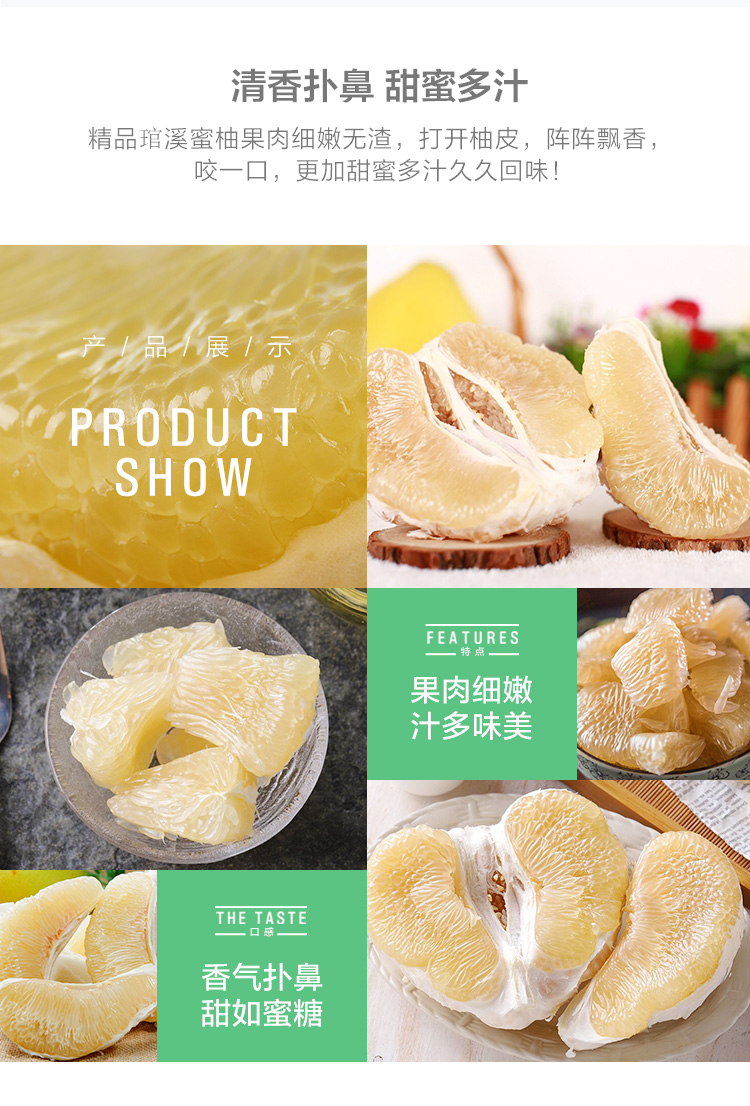 清香扑鼻 甜蜜多汁
精品琯溪蜜柚果肉细嫩无渣，打开柚皮，阵阵飘香，
咬一口，更加甜蜜多汁久久回味！
产 / 品 / 展 / 示
PRODUCT
SHOW
FEATURES
特点
果肉细嫩
汁多味美
THE TASTE
口感
香气扑鼻
甜如蜜糖